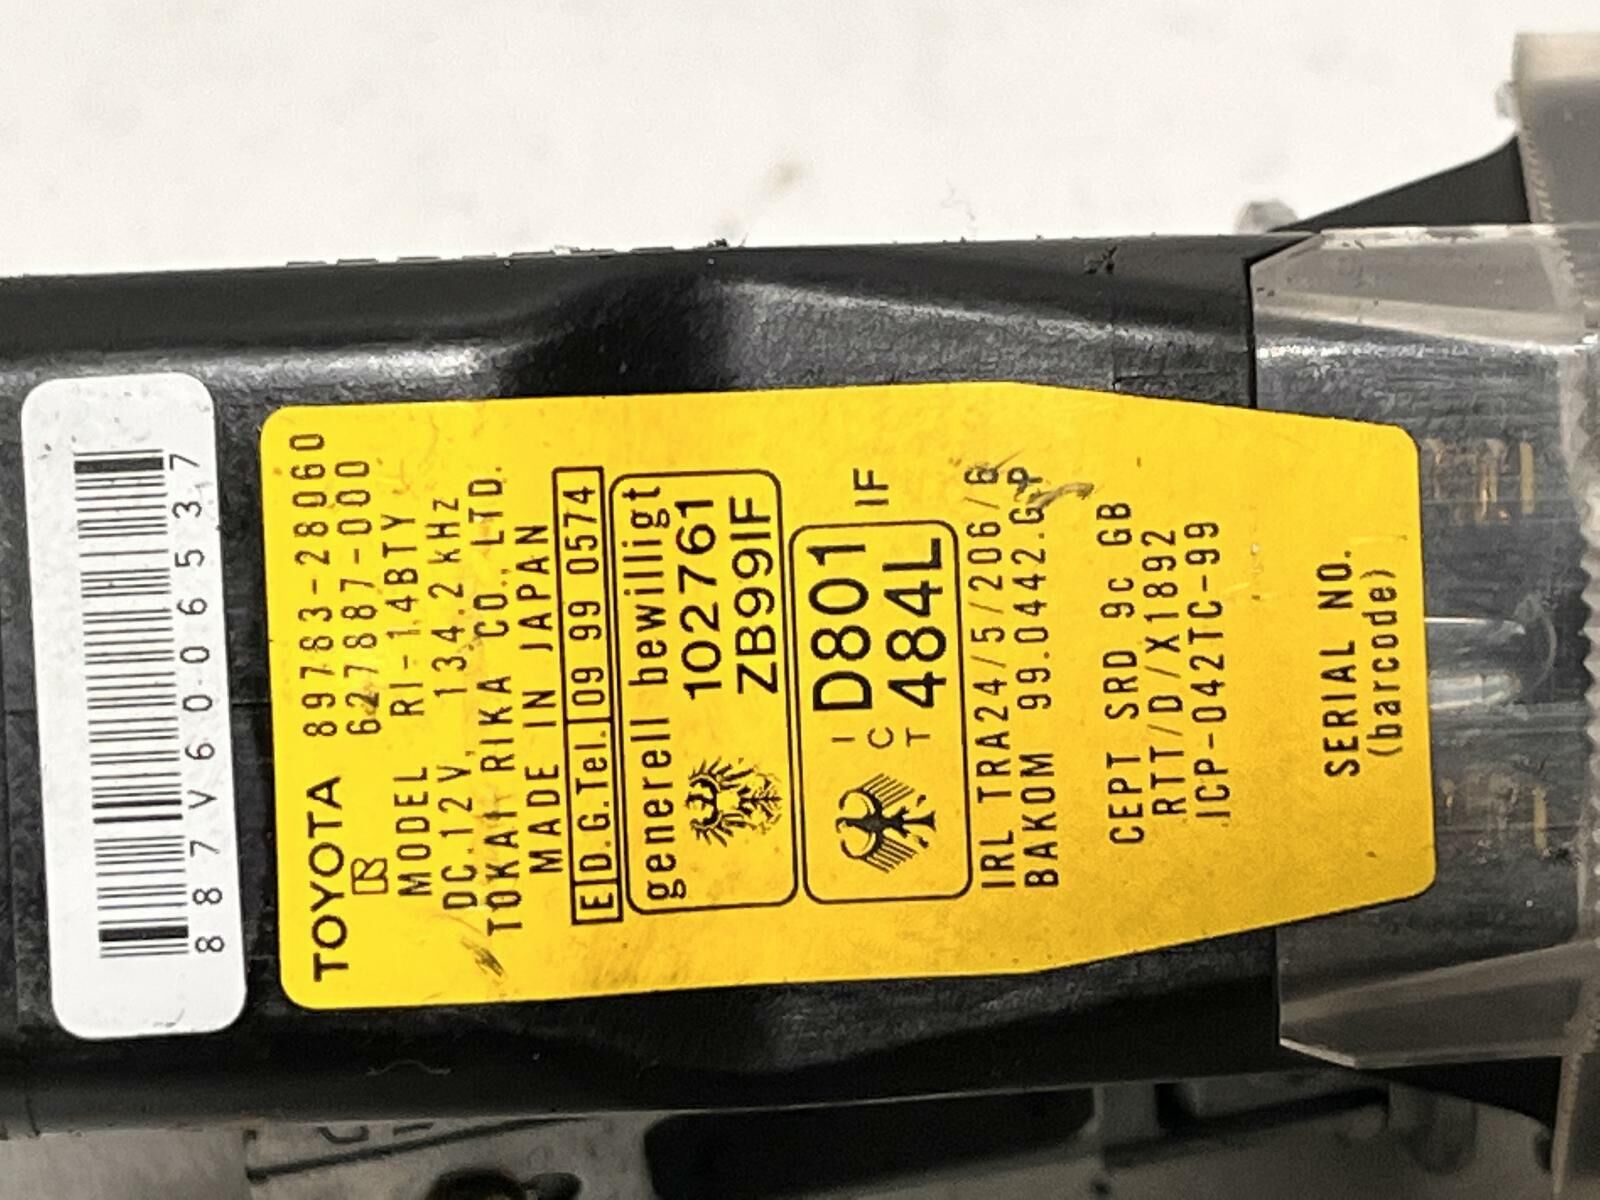 887V60065537
TOYOTA 89783-28060
R 627887-000
MODEL RI-14BTY
DC.12V, 134.2kHz
TOKAI RIKA CO., LTD.
MADE IN JAPAN
E D.G.Tel. 09 99 0574
generell bewilligt
102761
ZB99IF
ICT D801 IF
484L
IRL TRA24/5/206/6
BAKOM 99.0442.G.P
CEPT SRD 9c GB
RTT/D/X1892
ICP-042TC-99
SERIAL NO.
(barcode)